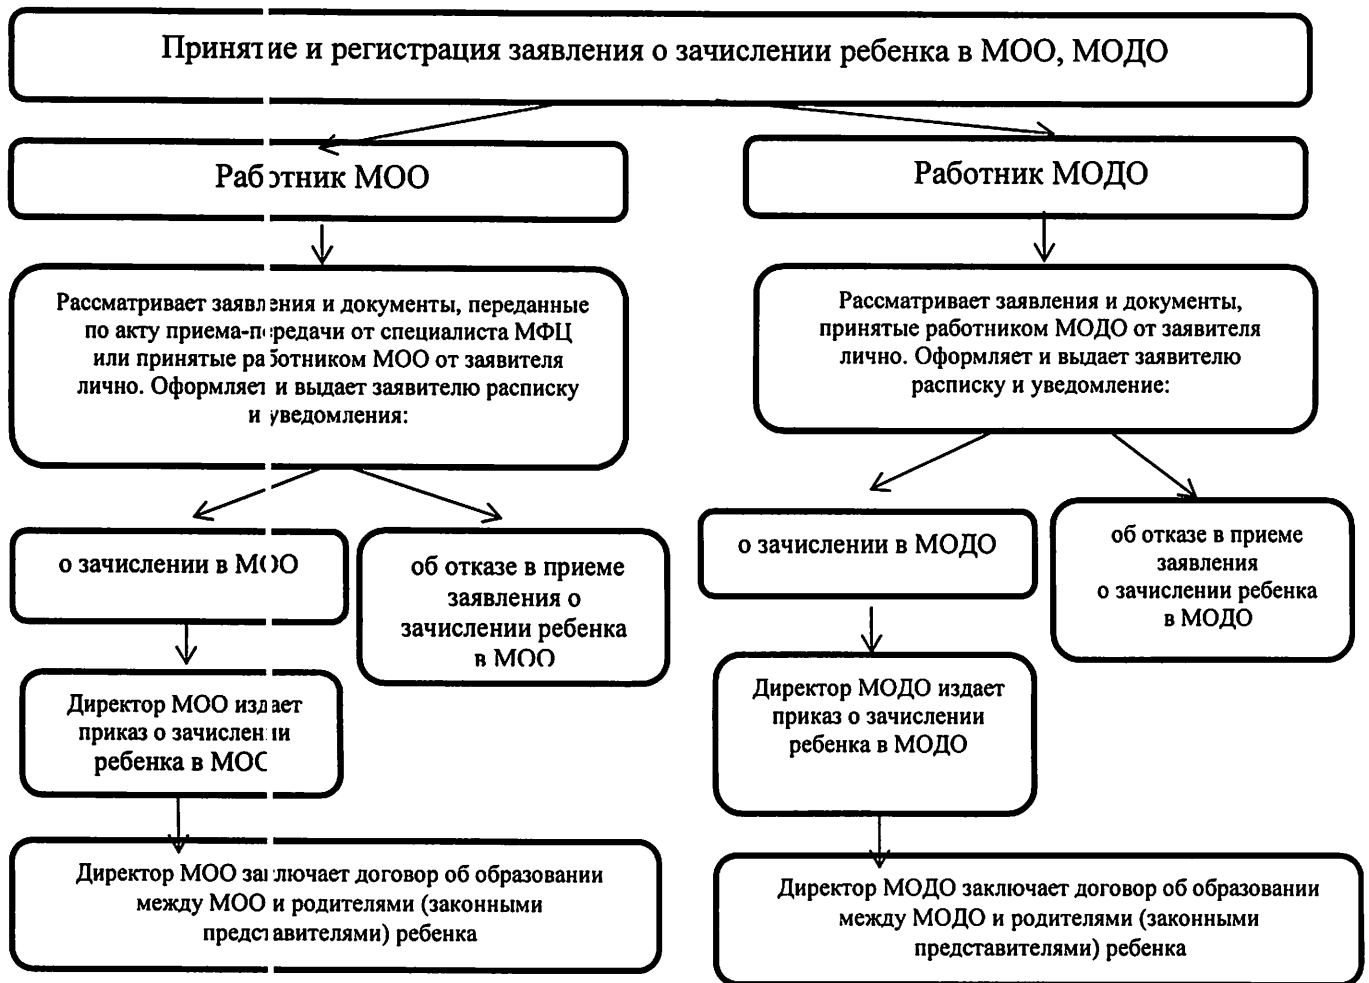 Принятие и регистрация заявления о зачислении ребенка в МОО, МОДО
Работник МОО
Работник МОДО
Рассматривает заявления и документы, переданные
по акту приема-передачи от специалиста МФЦ
или принятые работником МОО от заявителя
лично. Оформляет и выдает заявителю расписку
и уведомления:
Рассматривает заявления и документы,
принятые работником МОДО от заявителя
лично. Оформляет и выдает заявителю
расписку и уведомление:
о зачислении в МОО
об отказе в приеме
заявления о
зачислении ребенка
в МОО
о зачислении в МОДО
об отказе в приеме
заявления
о зачислении ребенка
в МОДО
Директор МОО издает
приказ о зачислении
ребенка в МОО
Директор МОДО издает
приказ о зачислении
ребенка в МОДО
Директор МОО заключает договор об образовании
между МОО и родителями (законными
представителями) ребенка
Директор МОДО заключает договор об образовании
между МОДО и родителями (законными
представителями) ребенка